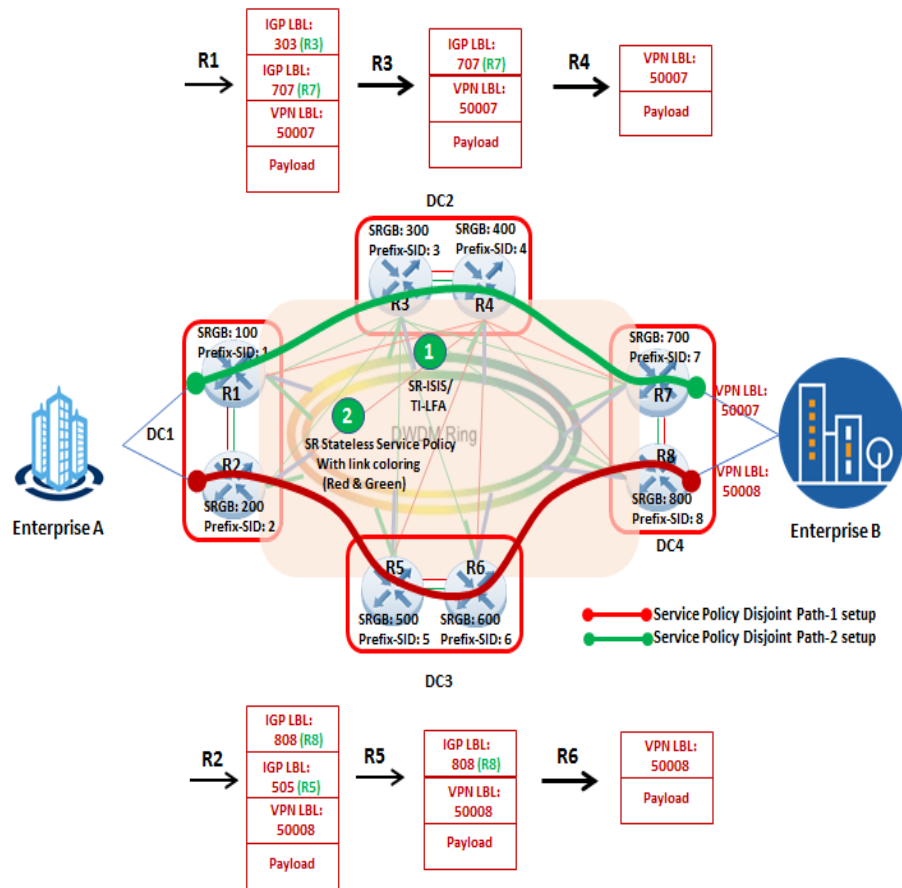 IGP LBL:
303 (R3)
IGP LBL:
707 (R7)
VPN LBL:
50007
Payload
R1
R3
IGP LBL:
707 (R7)
VPN LBL:
50007
Payload
R4
VPN LBL:
50007
Payload
DC2
SRGB: 300
Prefix-SID: 3
SRGB: 400
Prefix-SID: 4
R3
R4
SRGB: 100
Prefix-SID: 1
R1
SRGB: 700
Prefix-SID: 7
R7
VPN LBL:
50007
1
SR-ISIS/
TI-LFA
DWDM Ring
2
SR Stateless Service Policy
With link coloring
(Red & Green)
DC1
R2
SRGB: 200
Prefix-SID: 2
R8
SRGB: 800
Prefix-SID: 8
VPN LBL:
50008
DC4
Enterprise A
Enterprise B
R5
R6
SRGB: 500
Prefix-SID: 5
SRGB: 600
Prefix-SID: 6
DC3
Service Policy Disjoint Path-1 setup
Service Policy Disjoint Path-2 setup
R2
IGP LBL:
808 (R8)
IGP LBL:
505 (R5)
VPN LBL:
50008
Payload
R5
IGP LBL:
808 (R8)
VPN LBL:
50008
Payload
R6
VPN LBL:
50008
Payload